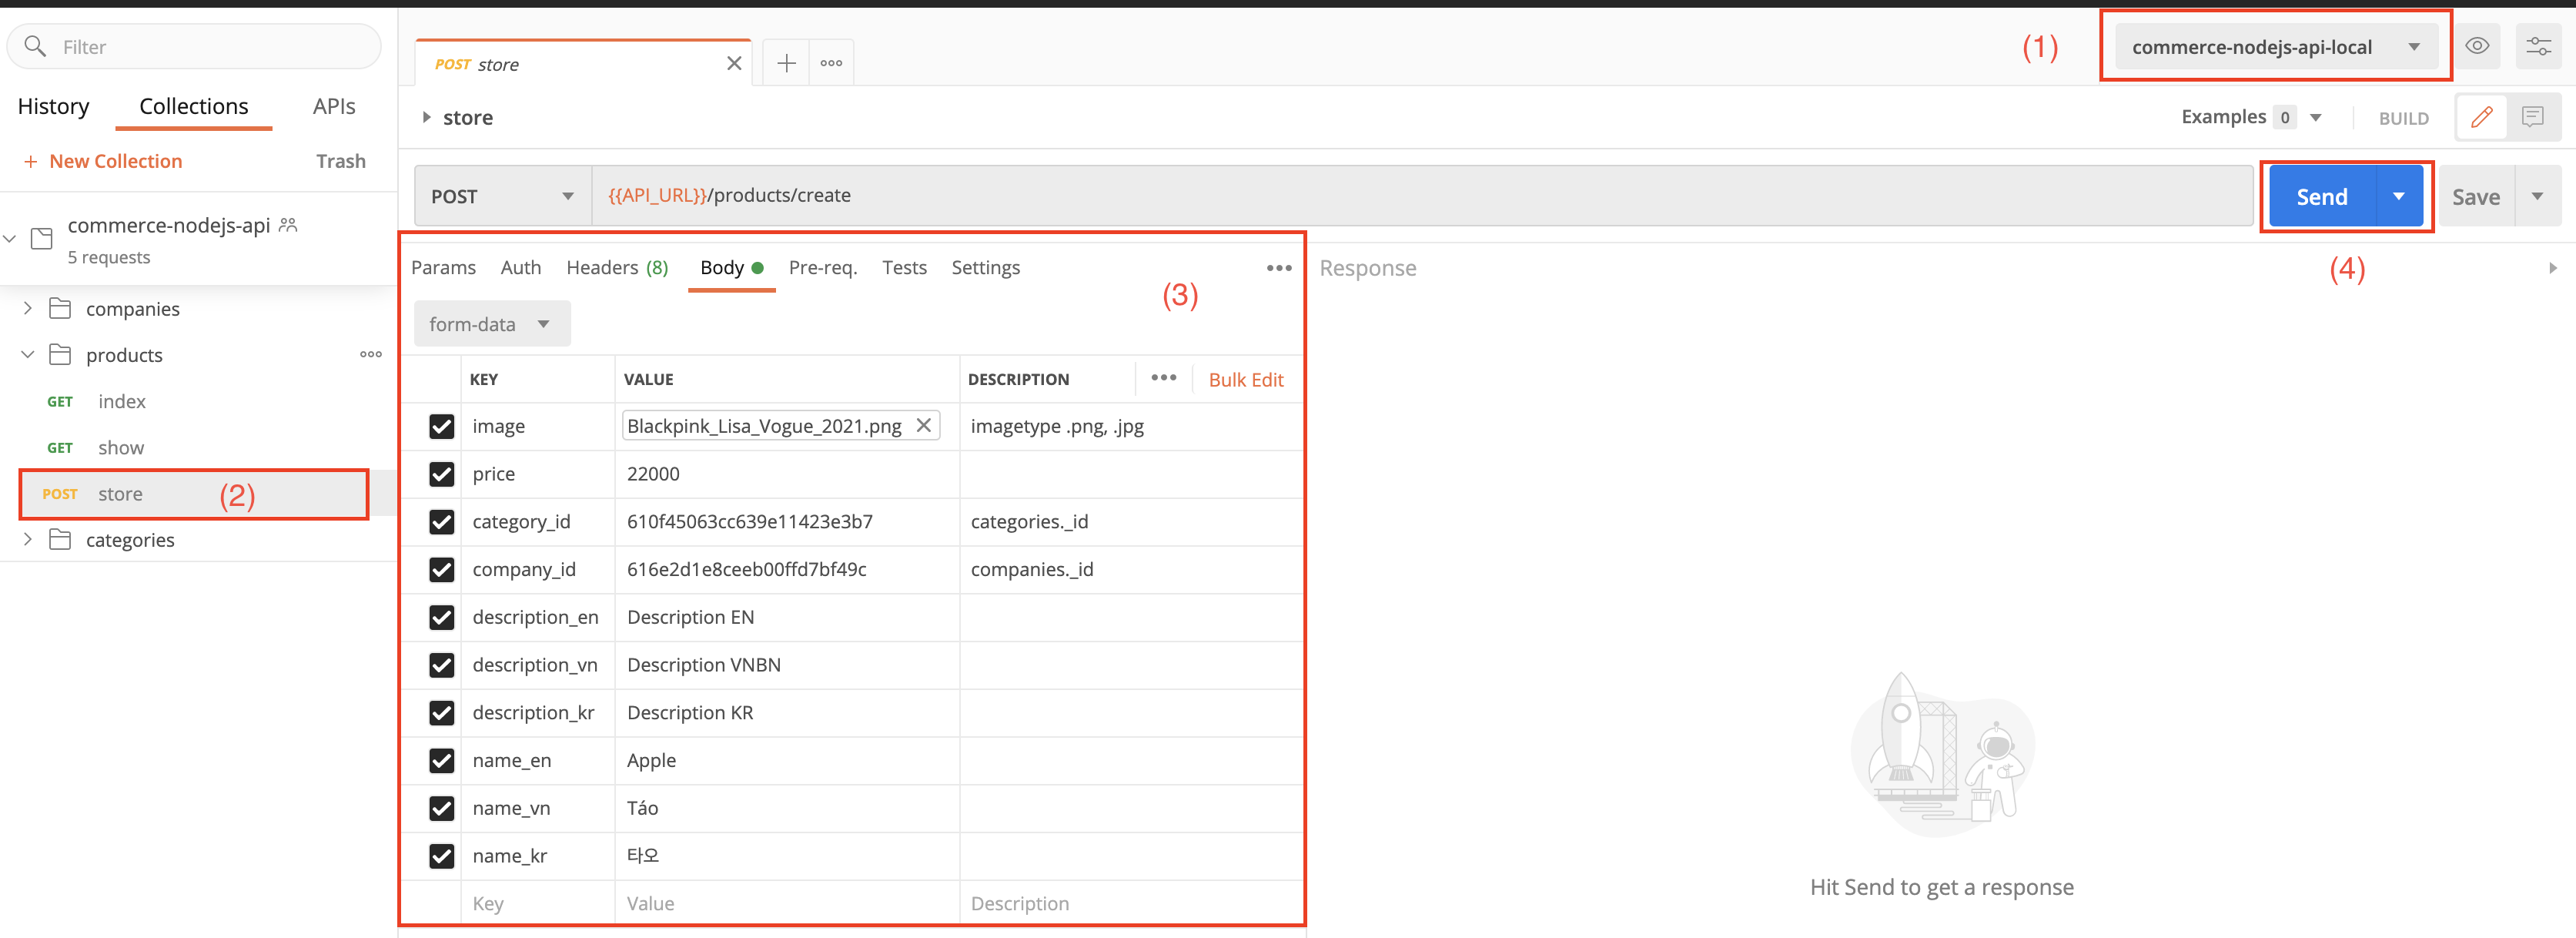 Filter
History Collections APIs
+ New Collection Trash
commerce-nodejs-api
5 requests
companies
products
GET index
GET show
POST store (2)
categories
POST store
(1) commerce-nodejs-api-local
store
Examples 0 BUILD
POST {{API_URL}}/products/create Send Save
Params Auth Headers (8) Body Pre-req. Tests Settings
(3)
form-data
KEY VALUE DESCRIPTION Bulk Edit
image Blackpink_Lisa_Vogue_2021.png imagetype .png, .jpg
price 22000
category_id 610f45063cc639e11423e3b7 categories._id
company_id 616e2d1e8ceeb00ffd7bf49c companies._id
description_en Description EN
description_vn Description VNBN
description_kr Description KR
name_en Apple
name_vn Táo
name_kr 타오
Key Value Description
Response
(4)
Hit Send to get a response